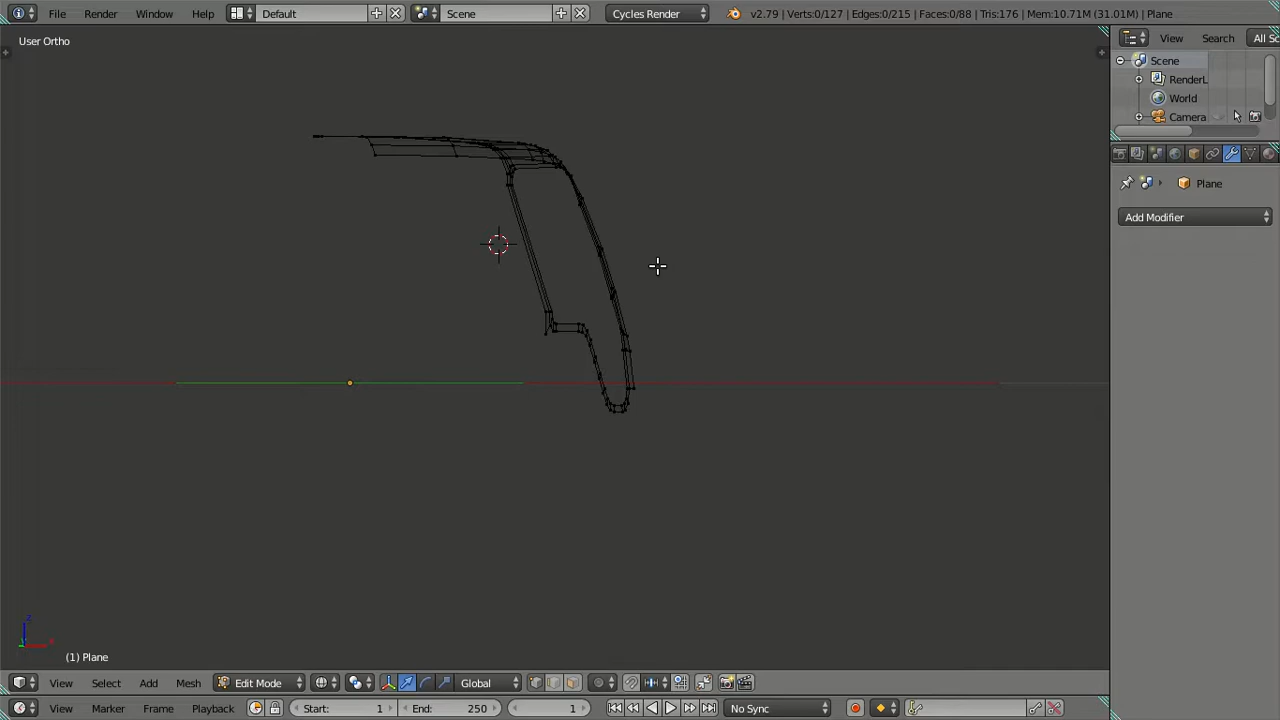 File Render Window Help Default Scene Cycles Render v2.79 | Verts:0/127 | Edges:0/215 | Faces:0/88 | Tris:176 | Mem:10.71M (31.01M) | Plane
User Ortho
View Search All Sc
Scene
RenderL
World
Camera
Plane
Add Modifier
z
x
(1) Plane
View Select Add Mesh Edit Mode Global
View Marker Frame Playback Start: 1 End: 250 1 No Sync